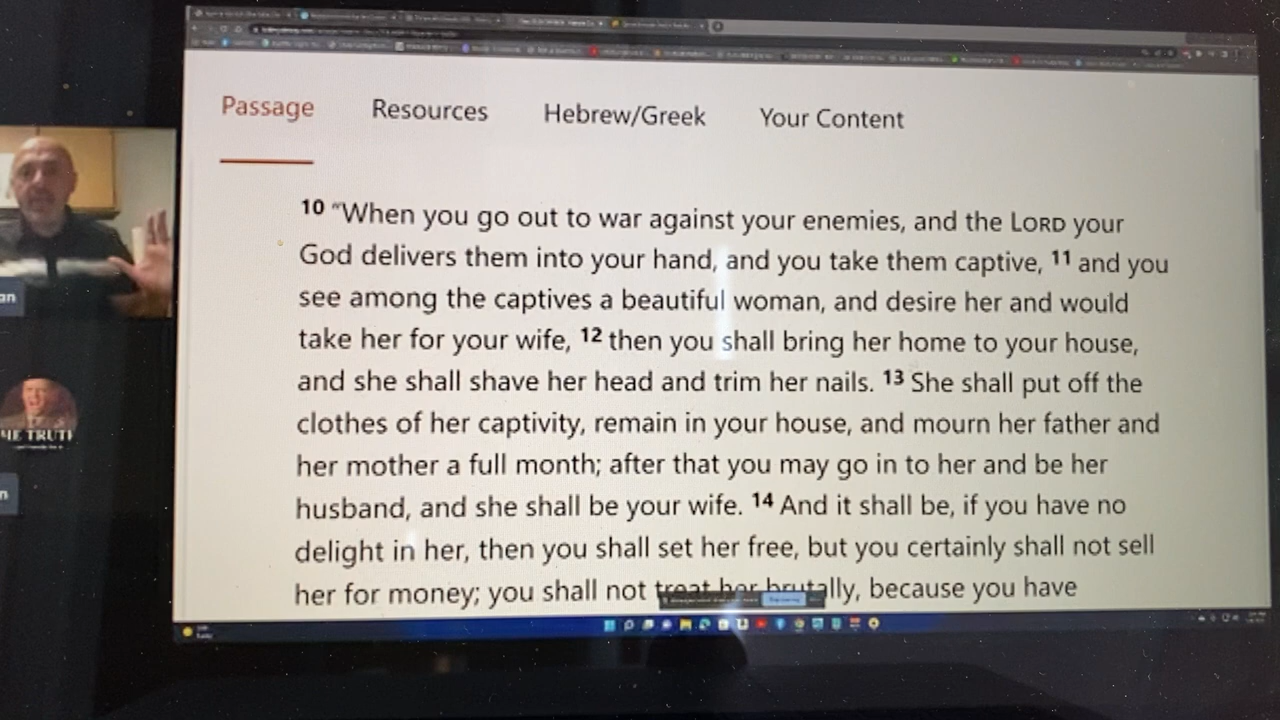 Passage Resources Hebrew/Greek Your Content
10 "When you go out to war against your enemies, and the LORD your
God delivers them into your hand, and you take them captive, 11 and you
see among the captives a beautiful woman, and desire her and would
take her for your wife, 12 then you shall bring her home to your house,
and she shall shave her head and trim her nails. 13 She shall put off the
clothes of her captivity, remain in your house, and mourn her father and
her mother a full month; after that you may go in to her and be her
husband, and she shall be your wife. 14 And it shall be, if you have no
delight in her, then you shall set her free, but you certainly shall not sell
her for money; you shall not treat her brutally, because you have
an
HE TRUTH
n